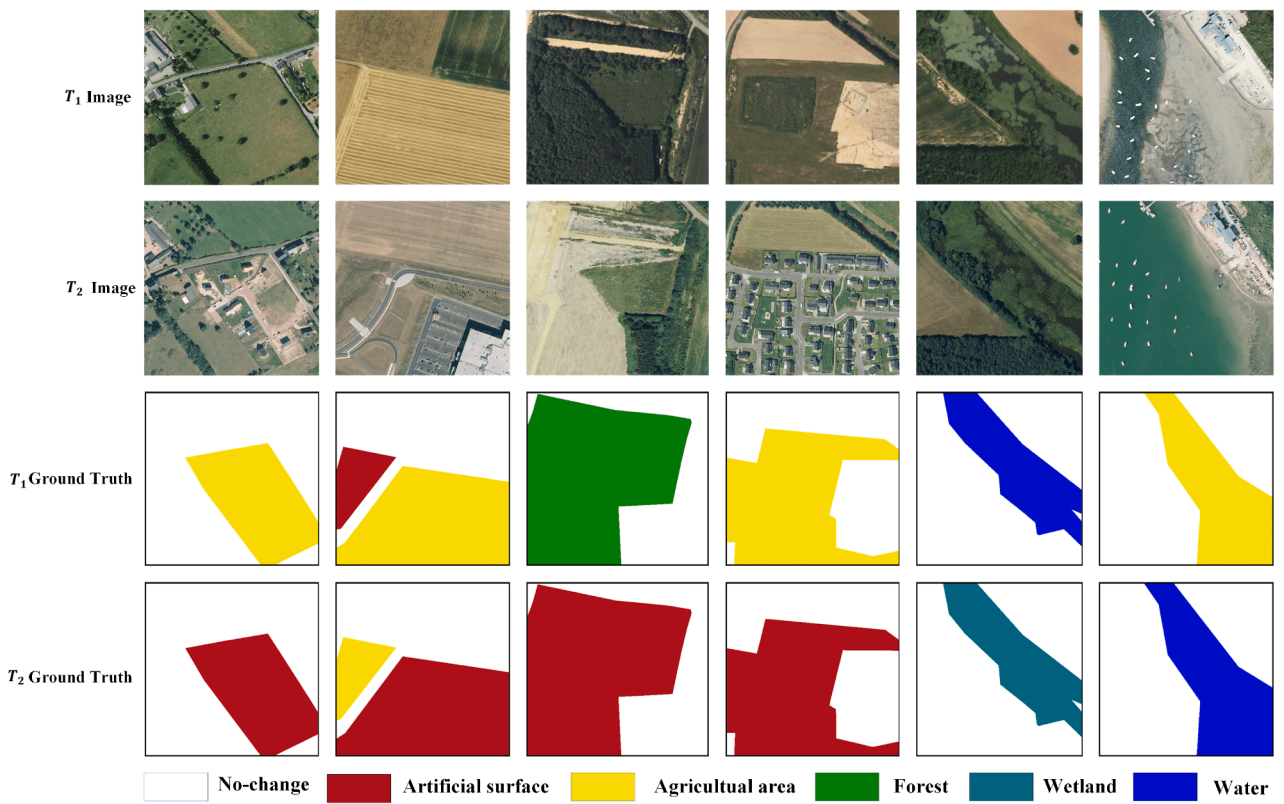 T₁ Image
T₂ Image
T₁ Ground Truth
T₂ Ground Truth
No-change Artificial surface Agricultual area Forest Wetland Water